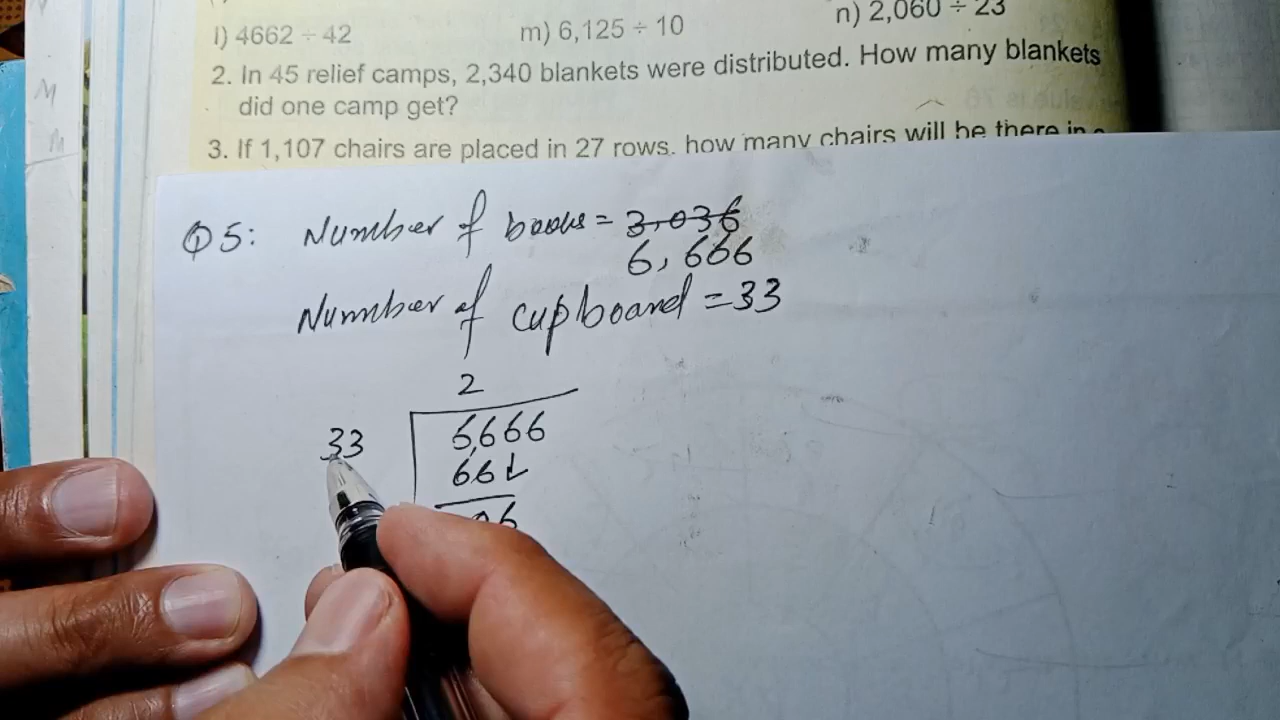 l) 4662 ÷ 42 m) 6,125 ÷ 10 n) 2,060 ÷ 23
2. In 45 relief camps, 2,340 blankets were distributed. How many blankets
did one camp get?
3. If 1,107 chairs are placed in 27 rows. how many chairs will be there in
Q5: Number of books = 3,036
6,666
Number of cupboard = 33
2
33 6,666
66↓
06